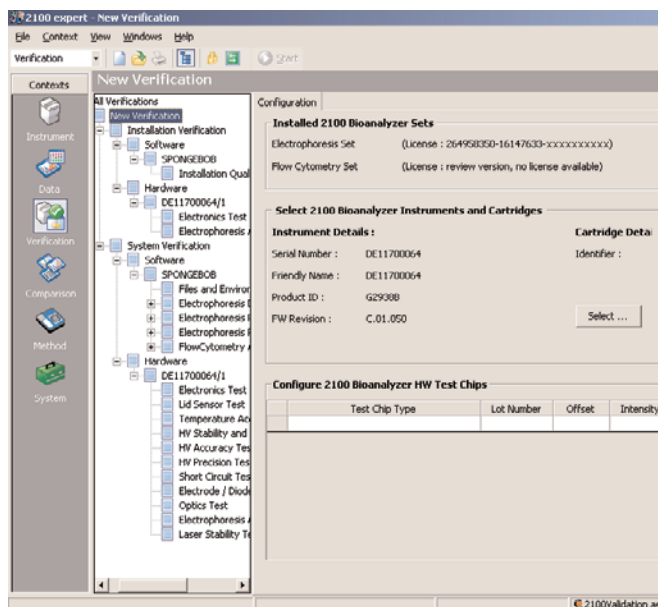 2100 expert - New Verification
File Context View Windows Help
Verification Start
Contexts
Instrument
Data
Verification
Comparison
Method
System
New Verification
All Verifications
New Verification
Installation Verification
Software
SPONGEBOB
Installation Qual
Hardware
DE11700064/1
Electronics Test
Electrophoresis
System Verification
Software
SPONGEBOB
Files and Environ
Electrophoresis
Electrophoresis
Electrophoresis
FlowCytometry
Hardware
DE11700064/1
Electronics Test
Lid Sensor Test
Temperature Ac
HV Stability and
HV Accuracy Tes
HV Precision Tes
Short Circuit Tes
Electrode / Diode
Optics Test
Electrophoresis
Laser Stability Te
Configuration
Installed 2100 Bioanalyzer Sets
Electrophoresis Set (License : 264958350-16147633-xxxxxxxxxx)
Flow Cytometry Set (License : review version, no license available)
Select 2100 Bioanalyzer Instruments and Cartridges
Instrument Details : Cartridge Detai
Serial Number : DE11700064 Identifier :
Friendly Name : DE11700064
Product ID : G2938B
FW Revision : C.01.050
Select ...
Configure 2100 Bioanalyzer HW Test Chips
Test Chip Type Lot Number Offset Intensity
2100Validation